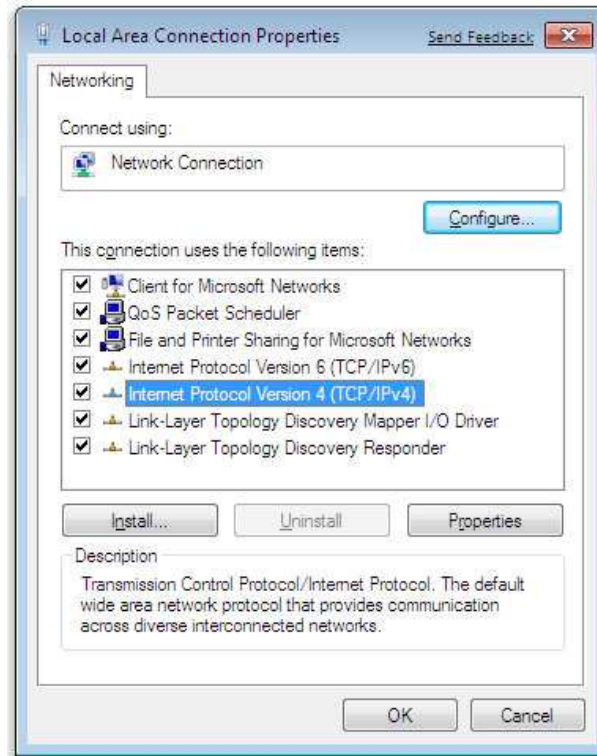 Local Area Connection Properties
Send Feedback
Networking
Connect using:
Network Connection
Configure...
This connection uses the following items:
Client for Microsoft Networks
QoS Packet Scheduler
File and Printer Sharing for Microsoft Networks
Internet Protocol Version 6 (TCP/IPv6)
Internet Protocol Version 4 (TCP/IPv4)
Link-Layer Topology Discovery Mapper I/O Driver
Link-Layer Topology Discovery Responder
Install... Uninstall Properties
Description
Transmission Control Protocol/Internet Protocol. The default
wide area network protocol that provides communication
across diverse interconnected networks.
OK Cancel